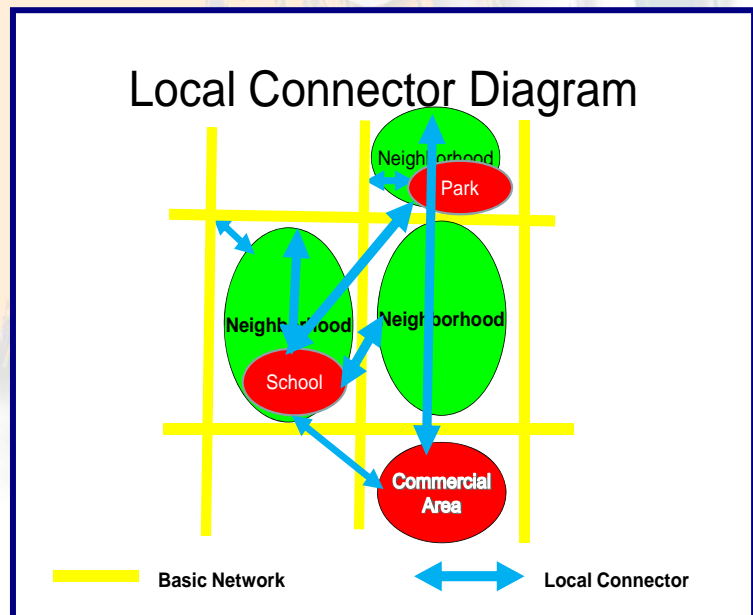 Local Connector Diagram
Neighborhood
Park
Neighborhood
Neighborhood
School
Commercial
Area
Basic Network
Local Connector